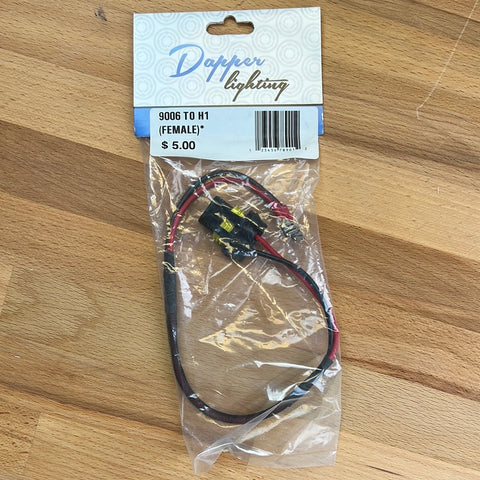 Dapper
lighting
9006 TO H1
(FEMALE)*
$ 5.00